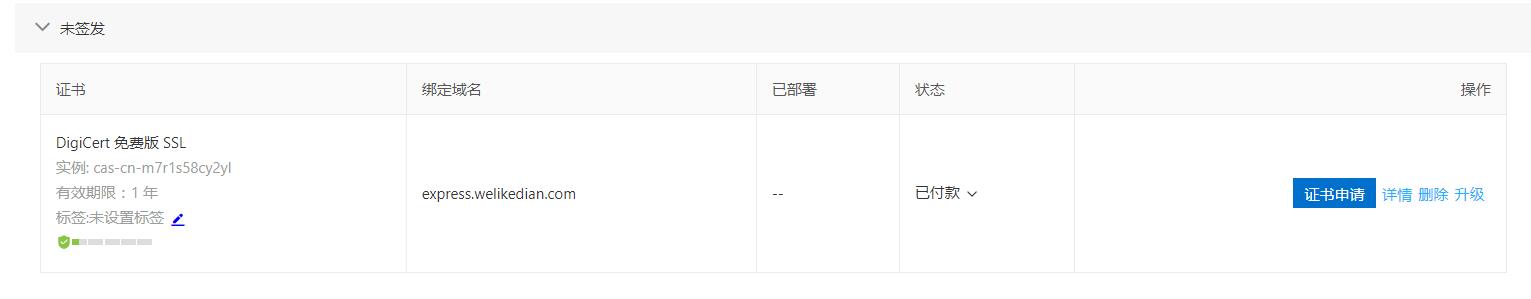 未签发
证书 绑定域名 已部署 状态 操作
DigiCert 免费版 SSL
实例: cas-cn-m7r1s58cy2yl
有效期限：1 年
标签:未设置标签
express.welikedian.com
--
已付款
证书申请 详情 删除 升级